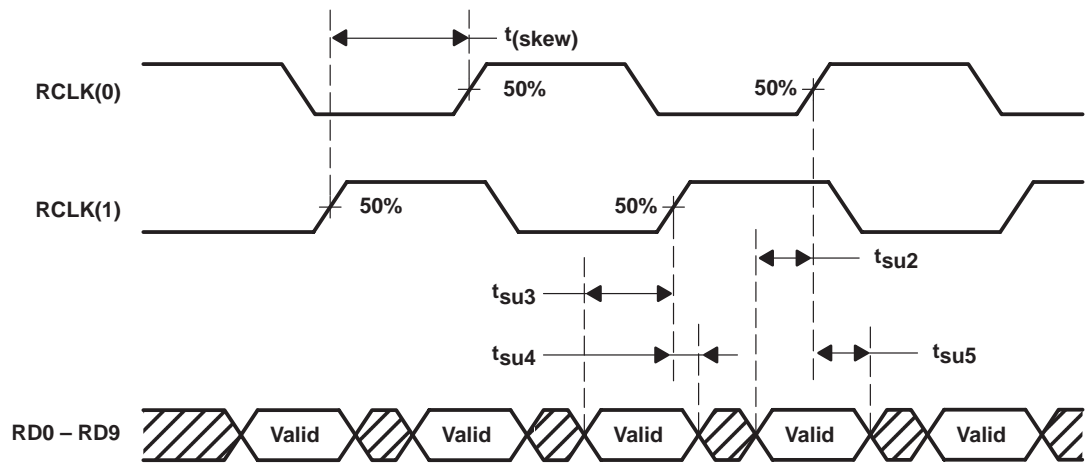 t(skew)
RCLK(0)
50%
50%
RCLK(1)
50%
50%
tsu2
tsu3
tsu4
tsu5
RD0 – RD9
Valid
Valid
Valid
Valid
Valid